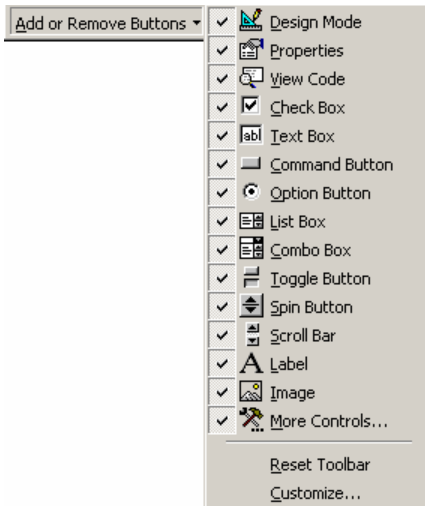 Add or Remove Buttons
Design Mode
Properties
View Code
Check Box
abl Text Box
Command Button
Option Button
List Box
Combo Box
Toggle Button
Spin Button
Scroll Bar
A Label
Image
More Controls...
Reset Toolbar
Customize...